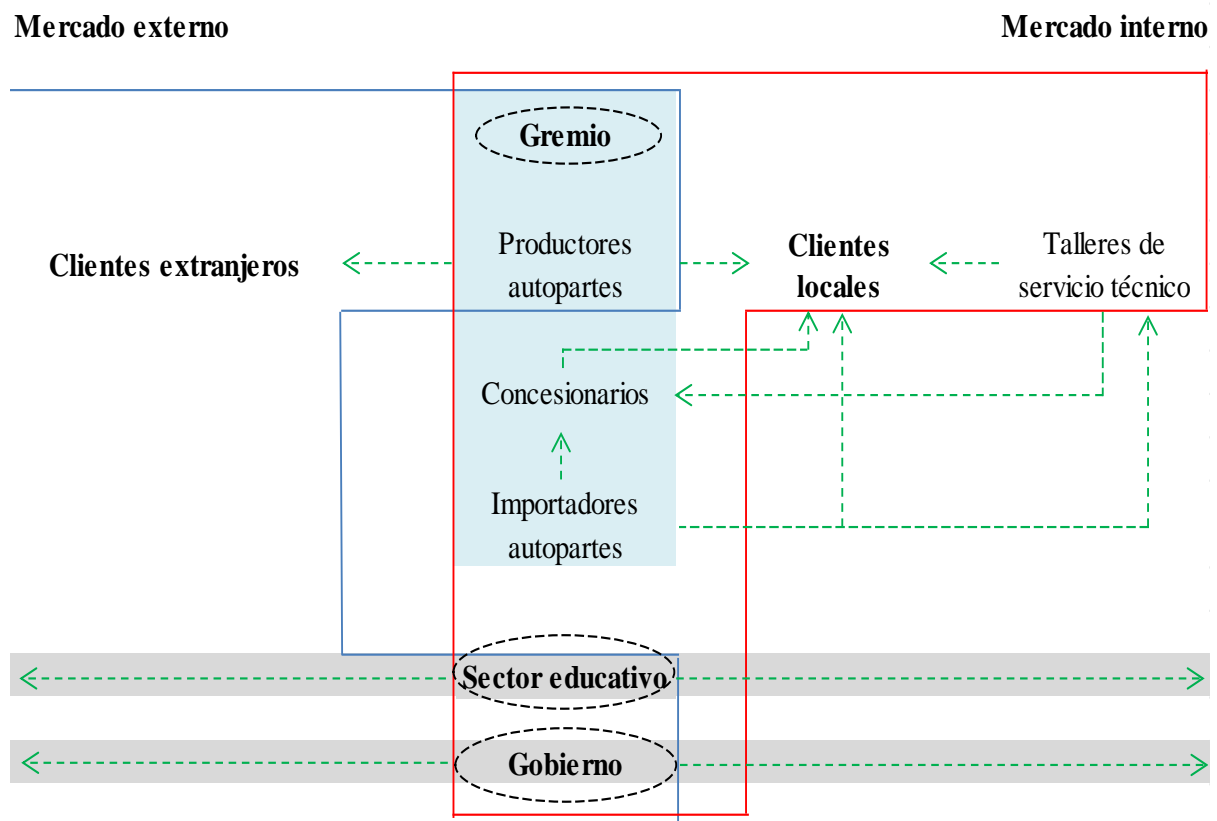 Mercado externo
Mercado interno
Gremio
Clientes extranjeros
Productores
autopartes
Clientes
locales
Talleres de
servicio técnico
Concesionarios
Importadores
autopartes
Sector educativo
Gobierno